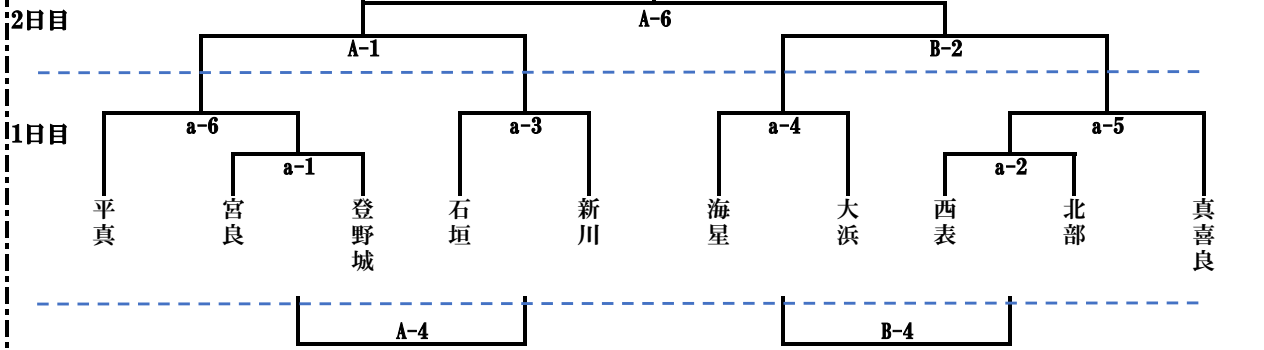 2日目
A-6
A-1
B-2
1日目
a-6
a-3
a-4
a-5
a-1
a-2
平真
宮良
登野城
石垣
新川
海星
大浜
西表
北部
真喜良
A-4
B-4